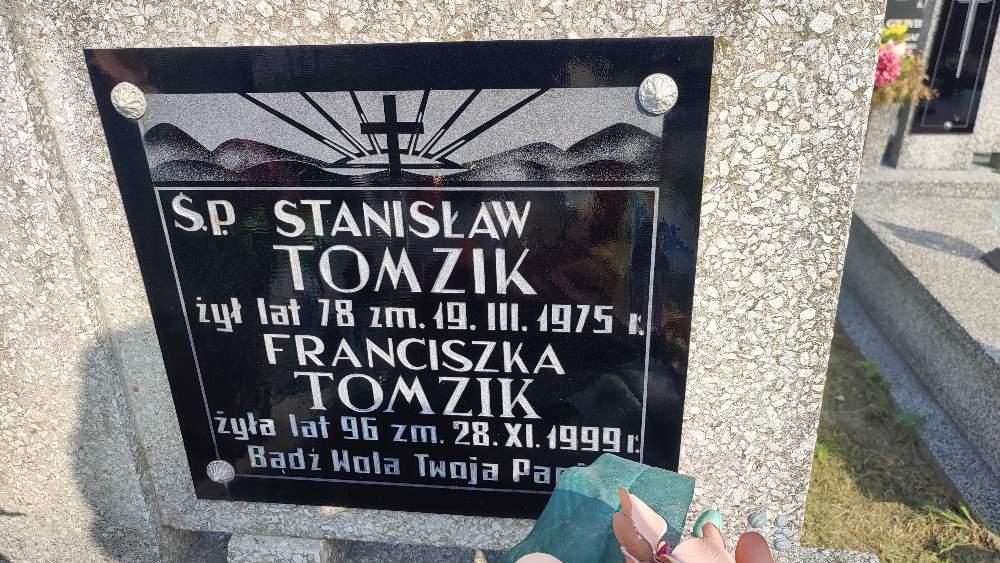 Ś.P. STANISŁAW
TOMZIK
żył lat 78 zm. 19. III. 1975 r.
FRANCISZKA
TOMZIK
żyła lat 96 zm. 28. XI. 1999 r.
Bądź Wola Twoja